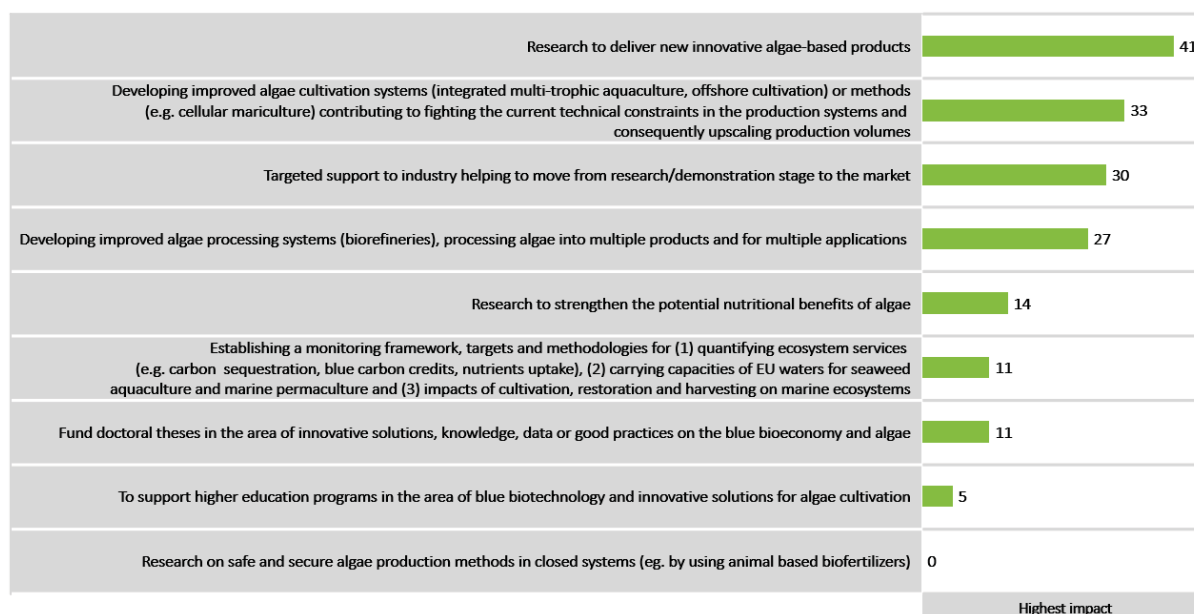 Research to deliver new innovative algae-based products
41
Developing improved algae cultivation systems (integrated multi-trophic aquaculture, offshore cultivation) or methods
(e.g. cellular mariculture) contributing to fighting the current technical constraints in the production systems and
consequently upscaling production volumes
33
Targeted support to industry helping to move from research/demonstration stage to the market
30
Developing improved algae processing systems (biorefineries), processing algae into multiple products and for multiple applications
27
Research to strengthen the potential nutritional benefits of algae
14
Establishing a monitoring framework, targets and methodologies for (1) quantifying ecosystem services
(e.g. carbon sequestration, blue carbon credits, nutrients uptake), (2) carrying capacities of EU waters for seaweed
aquaculture and marine permaculture and (3) impacts of cultivation, restoration and harvesting on marine ecosystems
11
Fund doctoral theses in the area of innovative solutions, knowledge, data or good practices on the blue bioeconomy and algae
11
To support higher education programs in the area of blue biotechnology and innovative solutions for algae cultivation
5
Research on safe and secure algae production methods in closed systems (eg. by using animal based biofertilizers)
0
Highest impact